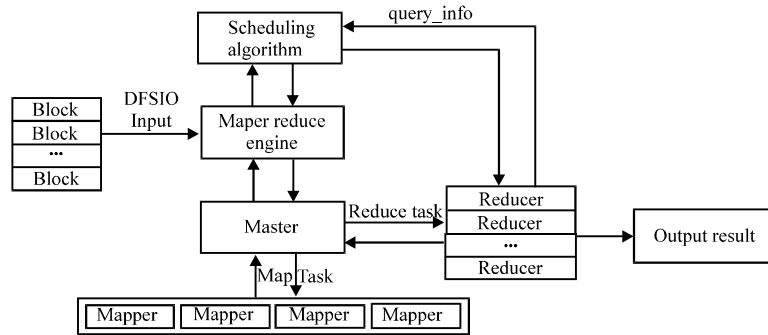 query_info
Scheduling
algorithm
DFSIO
Input
Block
Block
...
Block
Maper reduce
engine
Master
Reduce task
Reducer
Reducer
...
Reducer
Output result
Map Task
Mapper
Mapper
Mapper
Mapper